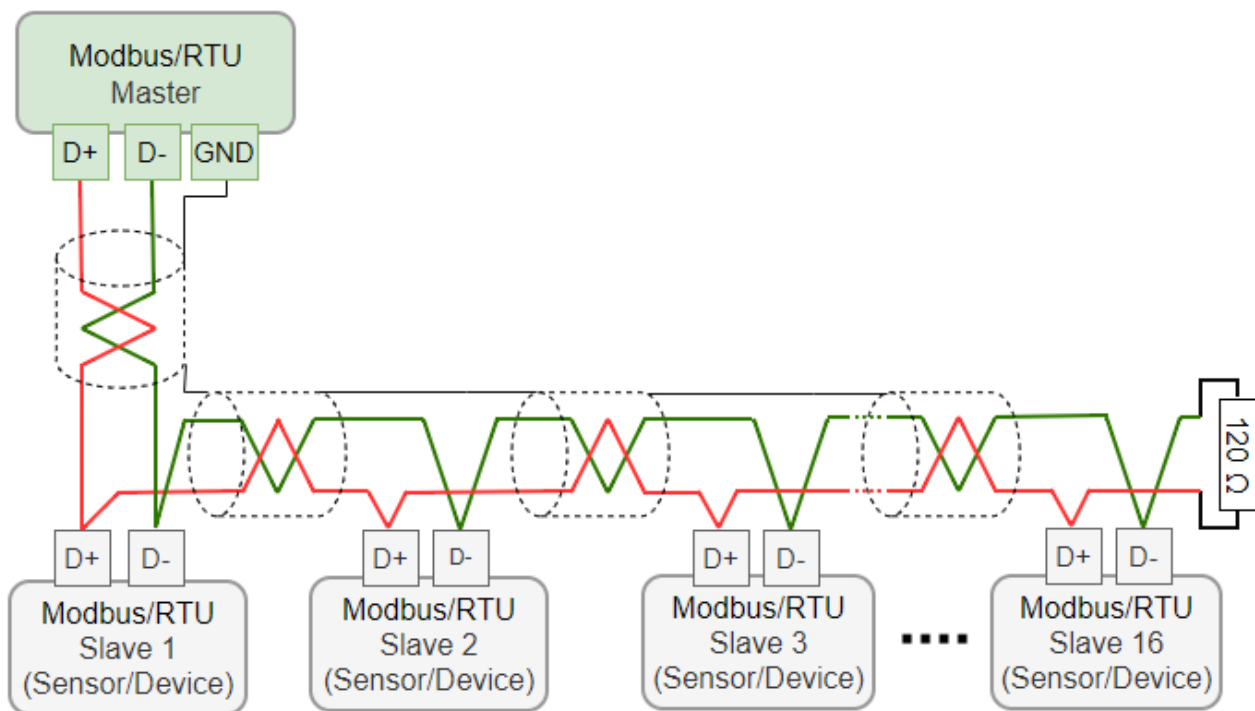 Modbus/RTU
Master
D+ D- GND
120 Ω
D+ D- D+ D- D+ D- D+ D-
Modbus/RTU
Slave 1
(Sensor/Device)
Modbus/RTU
Slave 2
(Sensor/Device)
Modbus/RTU
Slave 3
(Sensor/Device)
Modbus/RTU
Slave 16
(Sensor/Device)